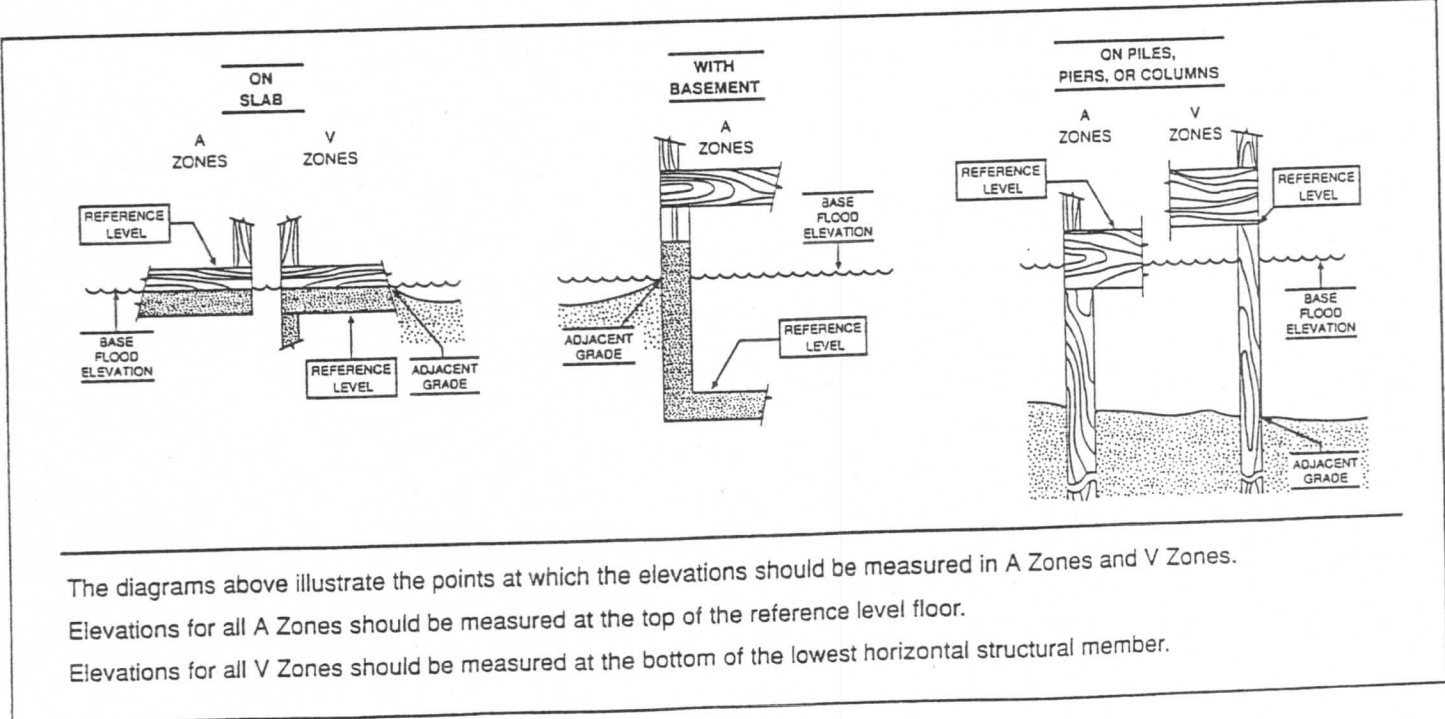 ON
SLAB
A
ZONES
V
ZONES
REFERENCE
LEVEL
BASE
FLOOD
ELEVATION
REFERENCE
LEVEL
ADJACENT
GRADE
WITH
BASEMENT
A
ZONES
BASE
FLOOD
ELEVATION
ADJACENT
GRADE
REFERENCE
LEVEL
ON PILES,
PIERS, OR COLUMNS
A
ZONES
V
ZONES
REFERENCE
LEVEL
REFERENCE
LEVEL
BASE
FLOOD
ELEVATION
ADJACENT
GRADE
The diagrams above illustrate the points at which the elevations should be measured in A Zones and V Zones.
Elevations for all A Zones should be measured at the top of the reference level floor.
Elevations for all V Zones should be measured at the bottom of the lowest horizontal structural member.